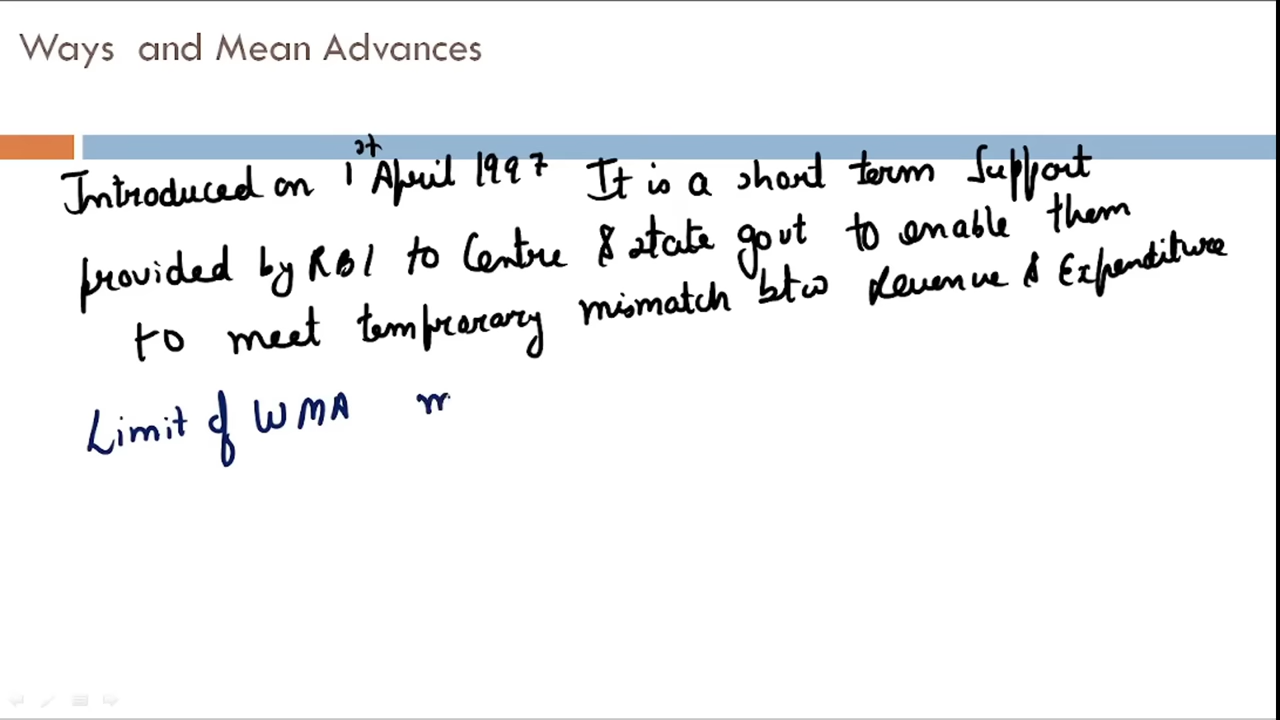 Ways and Mean Advances
Introduced on 1st April 1997 It is a short term Support
provided by RBI to Centre & state govt to enable them
to meet temprorary mismatch btw Revenue & Expenditure
Limit of WMA